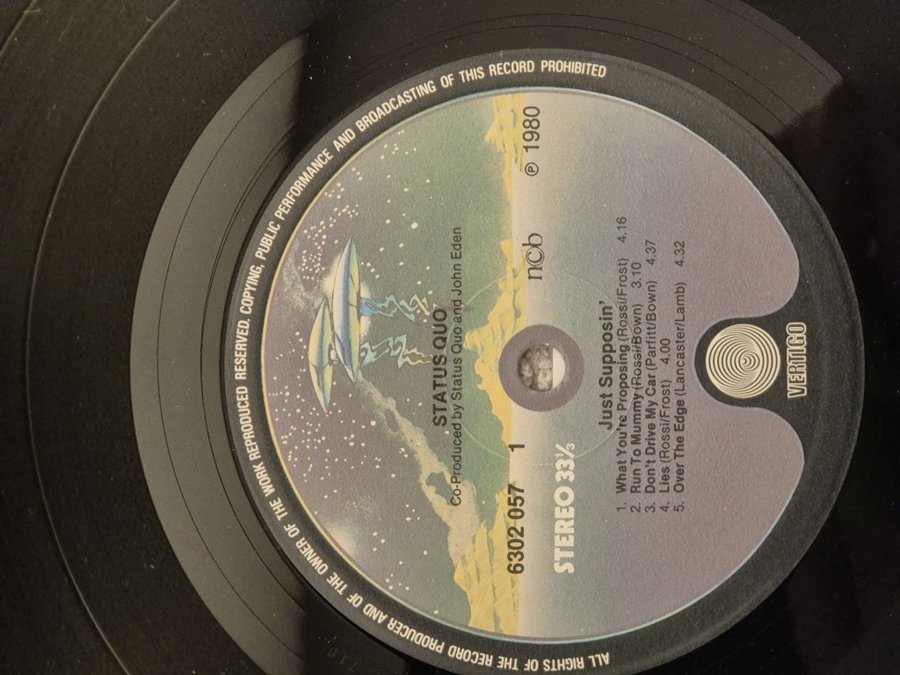 ALL RIGHTS OF THE RECORD PRODUCER AND OF THE OWNER OF THE WORK REPRODUCED RESERVED. COPYING, PUBLIC PERFORMANCE AND BROADCASTING OF THIS RECORD PROHIBITED
STATUS QUO
Co-Produced by Status Quo and John Eden
6302 057 1
n©b
℗ 1980
STEREO 33⅓
Just Supposin'
1. What You're Proposing (Rossi/Frost) 4.16
2. Run To Mummy (Rossi/Bown) 3.10
3. Don't Drive My Car (Parfitt/Bown) 4.37
4. Lies (Rossi/Frost) 4.00
5. Over The Edge (Lancaster/Lamb) 4.32
VERTIGO